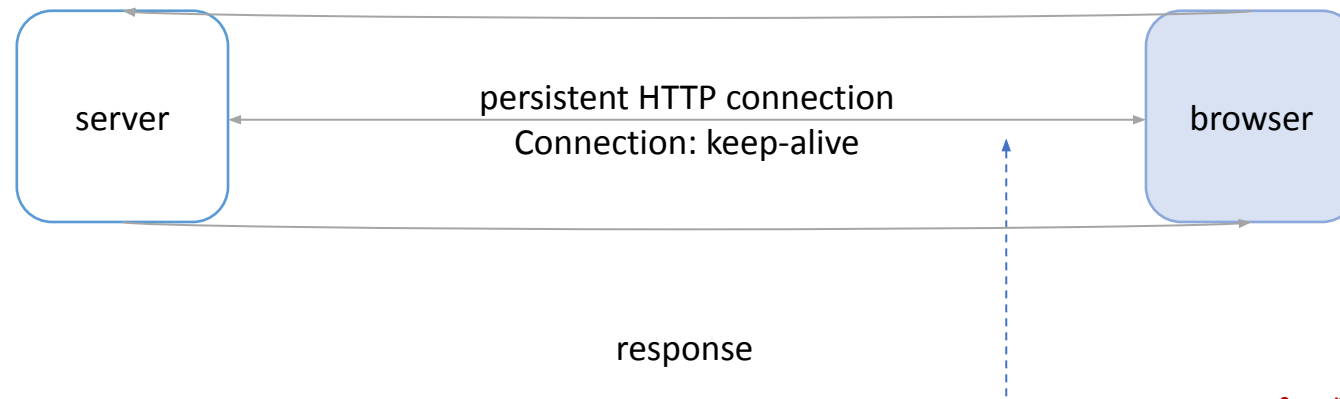 server
persistent HTTP connection
Connection: keep-alive
browser
response